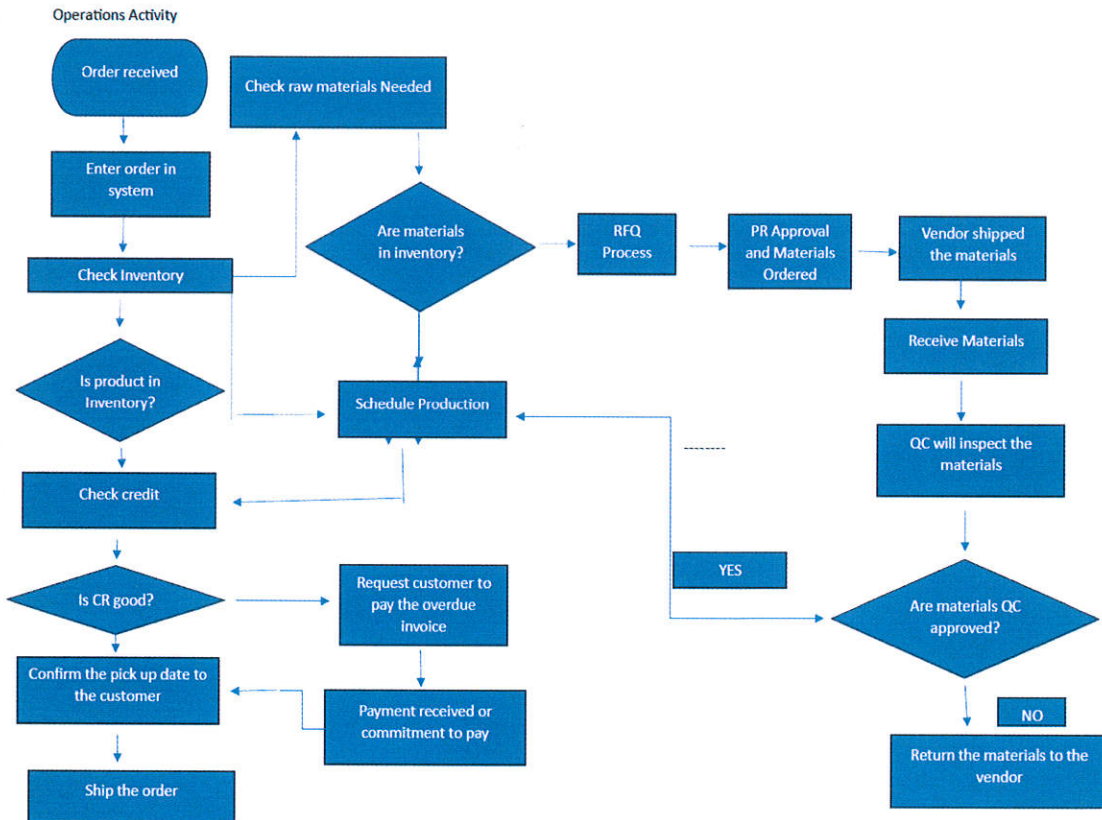 Operations Activity
Order received
Enter order in
system
Check Inventory
Is product in
Inventory?
Check credit
Is CR good?
Confirm the pick up date to
the customer
Ship the order
Check raw materials Needed
Are materials
in inventory?
Schedule Production
Request customer to
pay the overdue
invoice
Payment received or
commitment to pay
RFQ
Process
PR Approval
and Materials
Ordered
Vendor shipped
the materials
Receive Materials
QC will inspect the
materials
Are materials QC
approved?
YES
NO
Return the materials to the
vendor